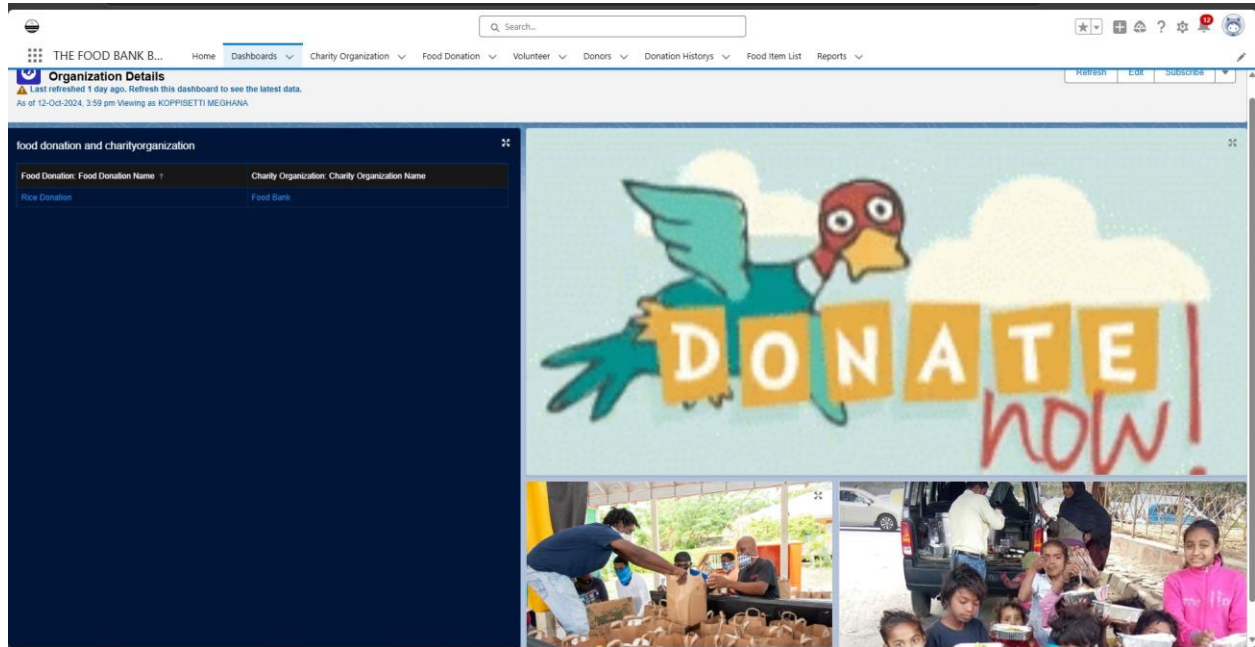 Search...
12
THE FOOD BANK B... Home Dashboards Charity Organization Food Donation Volunteer Donors Donation Historys Food Item List Reports
Organization Details
Refresh Edit Subscribe
Last refreshed 1 day ago. Refresh this dashboard to see the latest data.
As of 12-Oct-2024, 3:59 pm Viewing as KOPPISETTI MEGHANA
food donation and charityorganization
Food Donation: Food Donation Name ↑ Charity Organization: Charity Organization Name
Rice Donation Food Bank
DONATE
now!